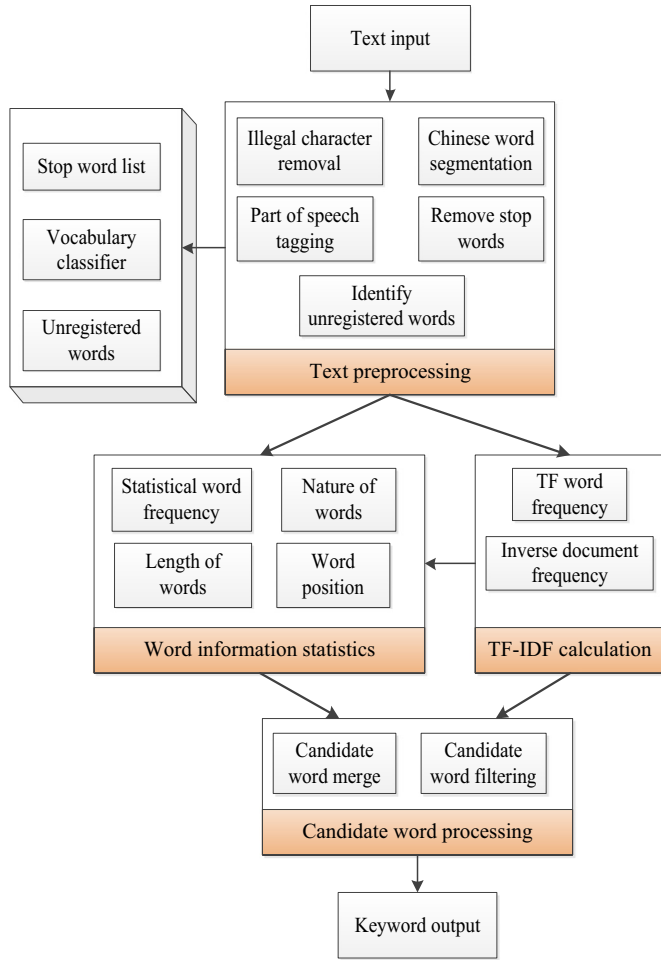 Text input
Illegal character
removal
Chinese word
segmentation
Part of speech
tagging
Remove stop
words
Identify
unregistered words
Text preprocessing
Stop word list
Vocabulary
classifier
Unregistered
words
Statistical word
frequency
Nature of
words
Length of
words
Word
position
Word information statistics
TF word
frequency
Inverse document
frequency
TF-IDF calculation
Candidate
word merge
Candidate
word filtering
Candidate word processing
Keyword output